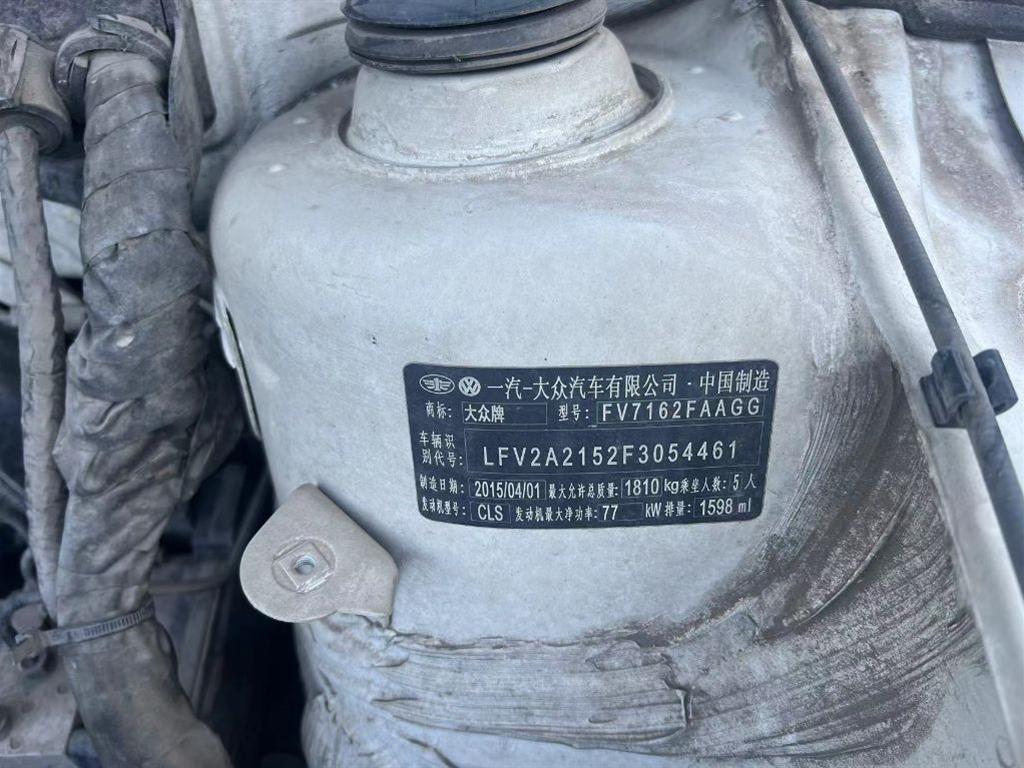 一汽-大众汽车有限公司·中国制造
商标: 大众牌 型号: FV7162FAAGG
车辆识别代号: LFV2A2152F3054461
制造日期: 2015/04/01 最大允许总质量: 1810 kg 乘坐人数: 5 人
发动机型号: CLS 发动机最大净功率: 77 kW 排量: 1598 ml